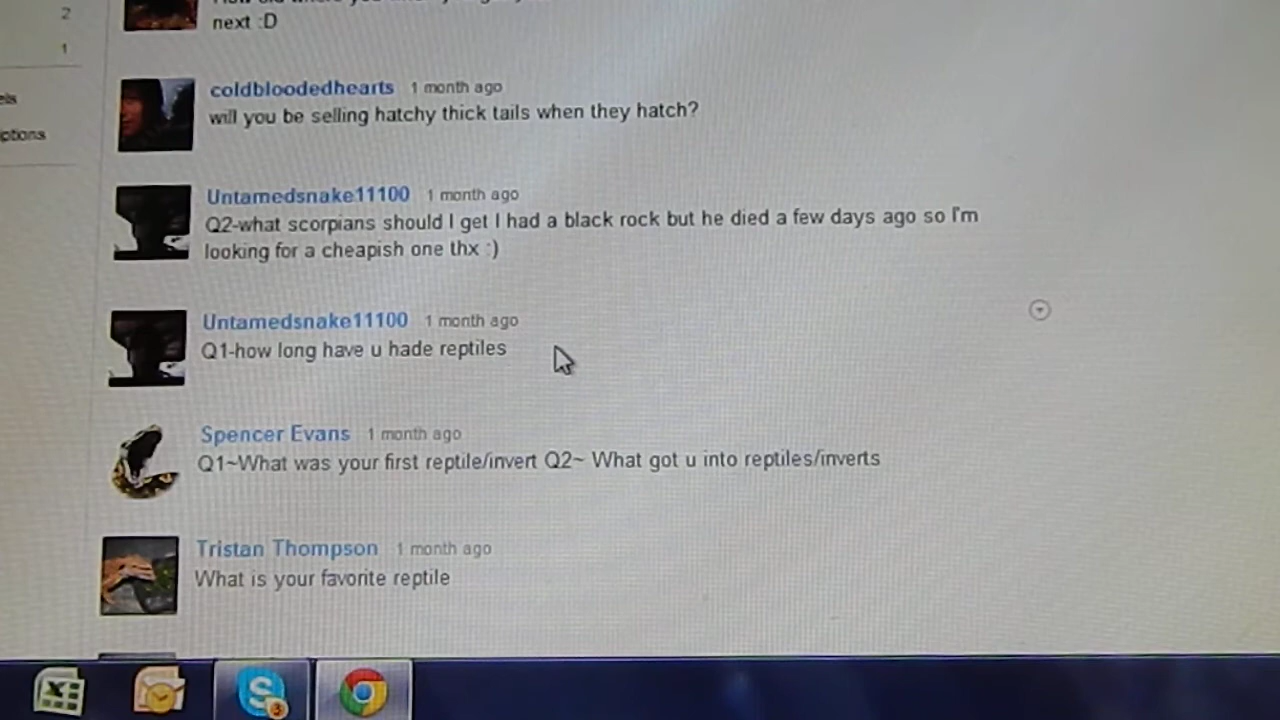 2
next :D
1
coldbloodedhearts 1 month ago
will you be selling hatchy thick tails when they hatch?
Untamedsnake11100 1 month ago
Q2-what scorpians should I get I had a black rock but he died a few days ago so I'm
looking for a cheapish one thx :)
Untamedsnake11100 1 month ago
Q1-how long have u hade reptiles
Spencer Evans 1 month ago
Q1~What was your first reptile/invert Q2~ What got u into reptiles/inverts
Tristan Thompson 1 month ago
What is your favorite reptile
3